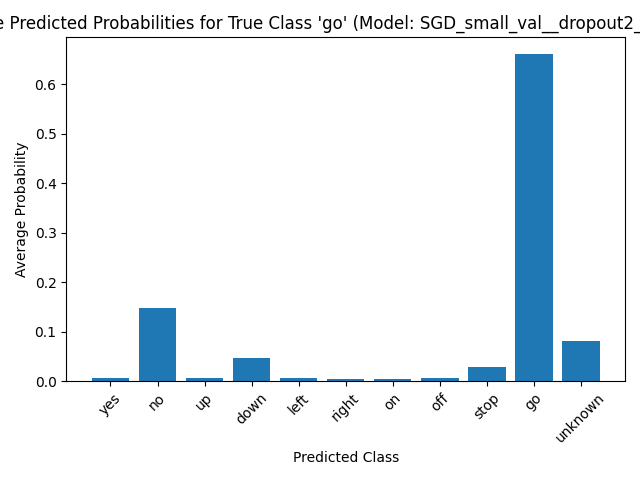 e Predicted Probabilities for True Class 'go' (Model: SGD_small_val__dropout2_
0.6
0.5
0.4
0.3
0.2
0.1
0.0
Average Probability
yes
no
up
down
left
right
on
off
stop
go
unknown
Predicted Class